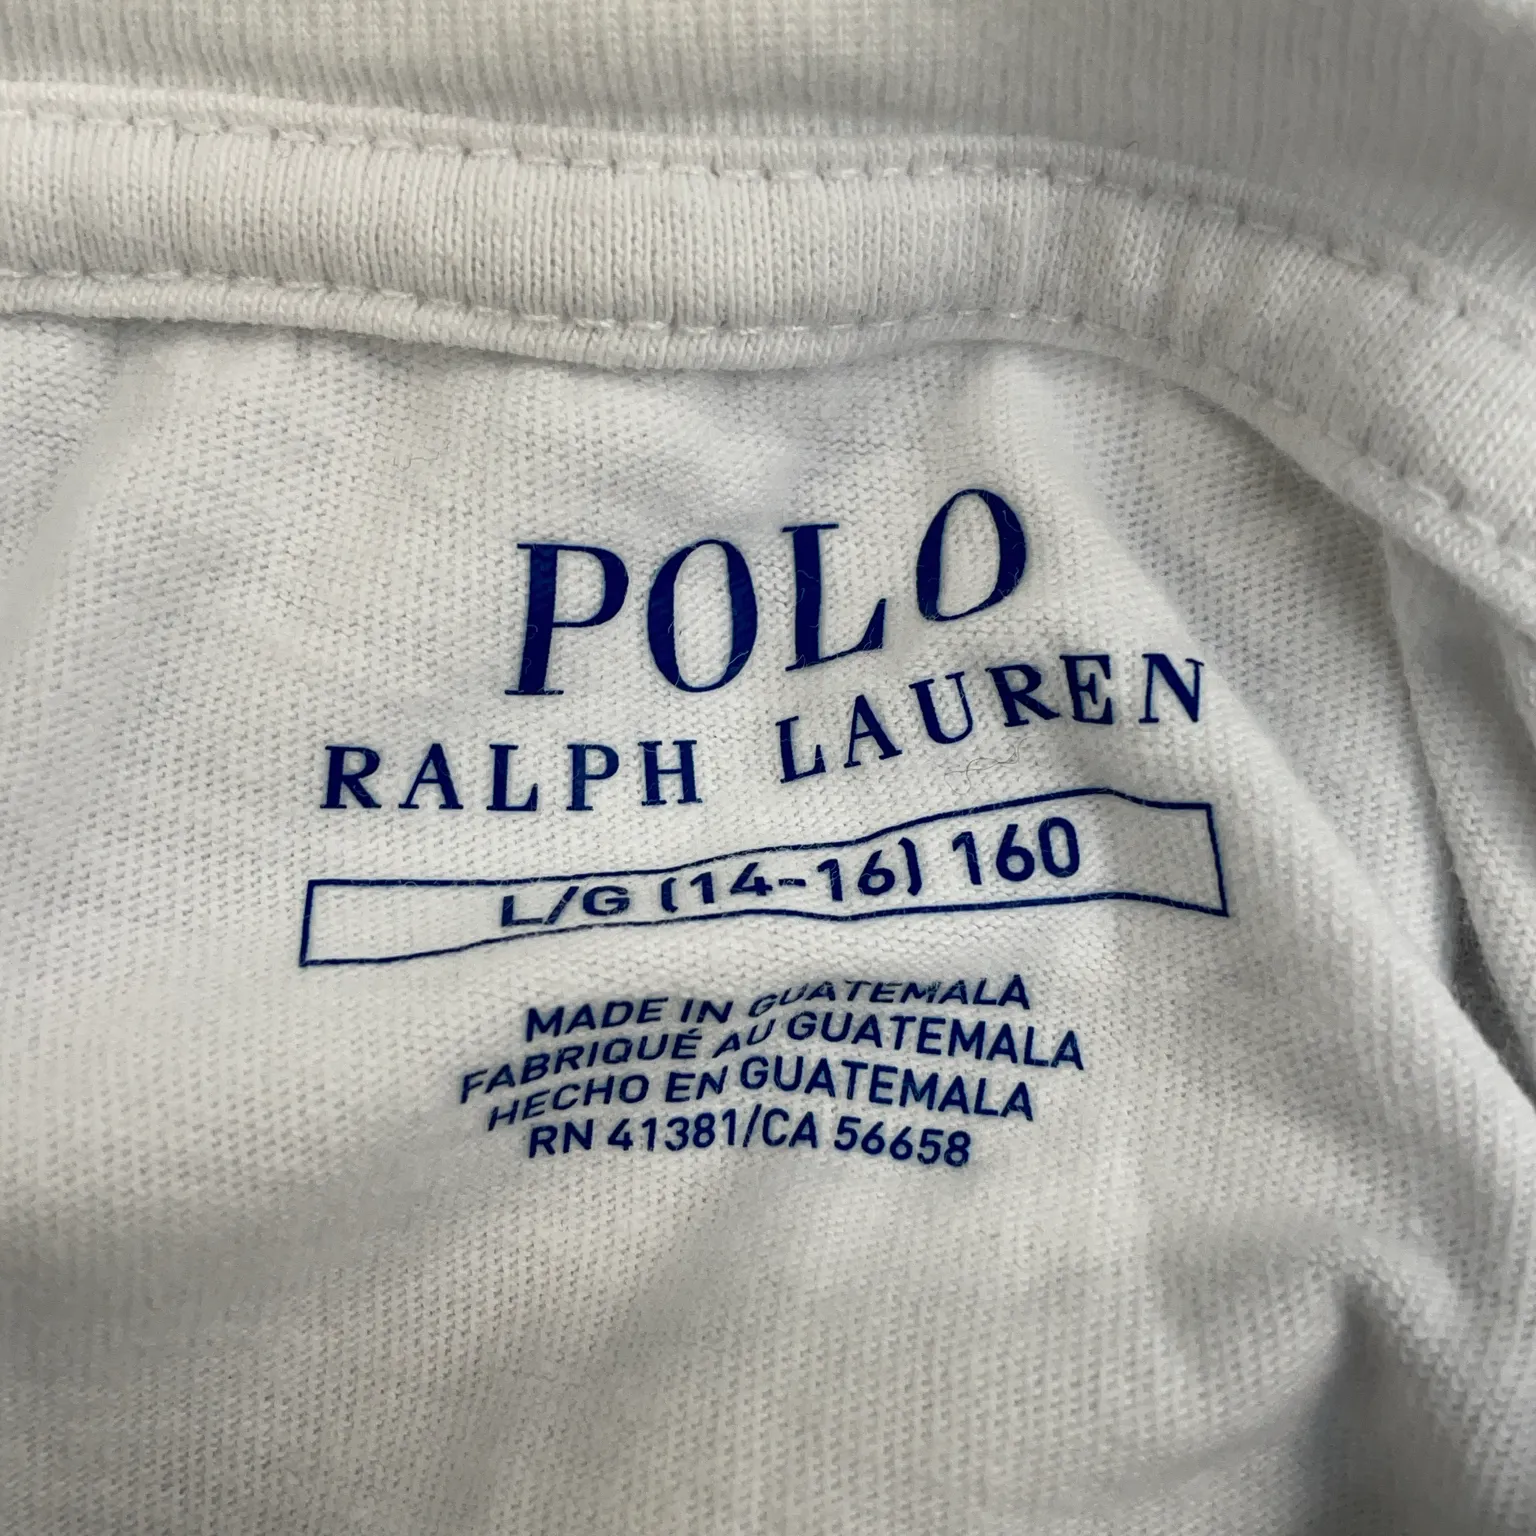 POLO
RALPH LAUREN
L/G (14-16) 160
MADE IN GUATEMALA
FABRIQUÉ AU GUATEMALA
HECHO EN GUATEMALA
RN 41381/CA 56658